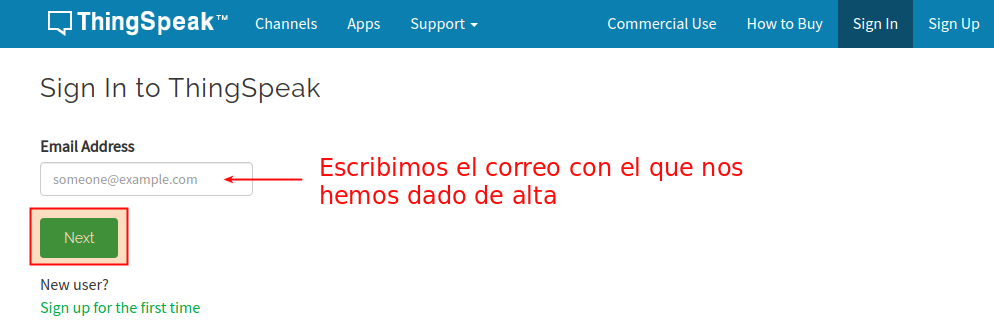 ThingSpeak™ Channels Apps Support Commercial Use How to Buy Sign In Sign Up
Sign In to ThingSpeak
Email Address
someone@example.com
Escribimos el correo con el que nos
hemos dado de alta
Next
New user?
Sign up for the first time